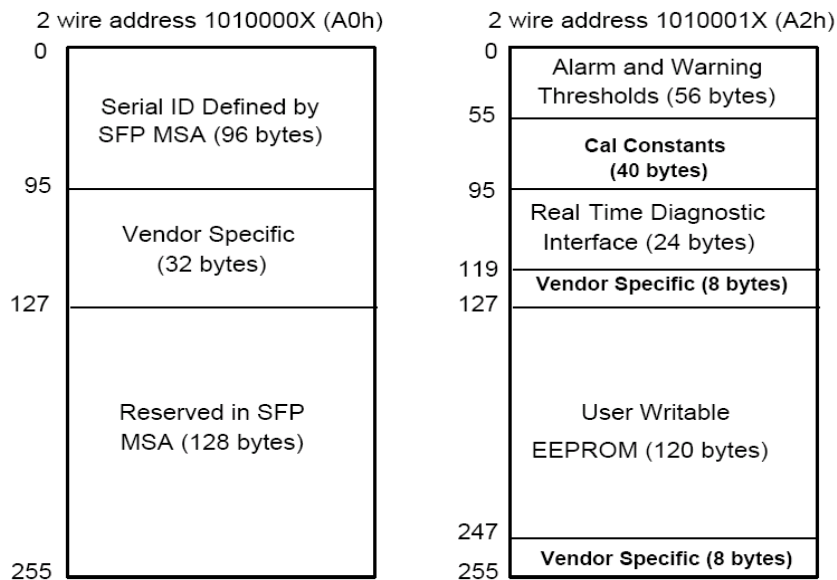 2 wire address 1010000X (A0h)
0
Serial ID Defined by
SFP MSA (96 bytes)
95
Vendor Specific
(32 bytes)
127
Reserved in SFP
MSA (128 bytes)
255
2 wire address 1010001X (A2h)
0
Alarm and Warning
Thresholds (56 bytes)
55
Cal Constants
(40 bytes)
95
Real Time Diagnostic
Interface (24 bytes)
119
Vendor Specific (8 bytes)
127
User Writable
EEPROM (120 bytes)
247
Vendor Specific (8 bytes)
255